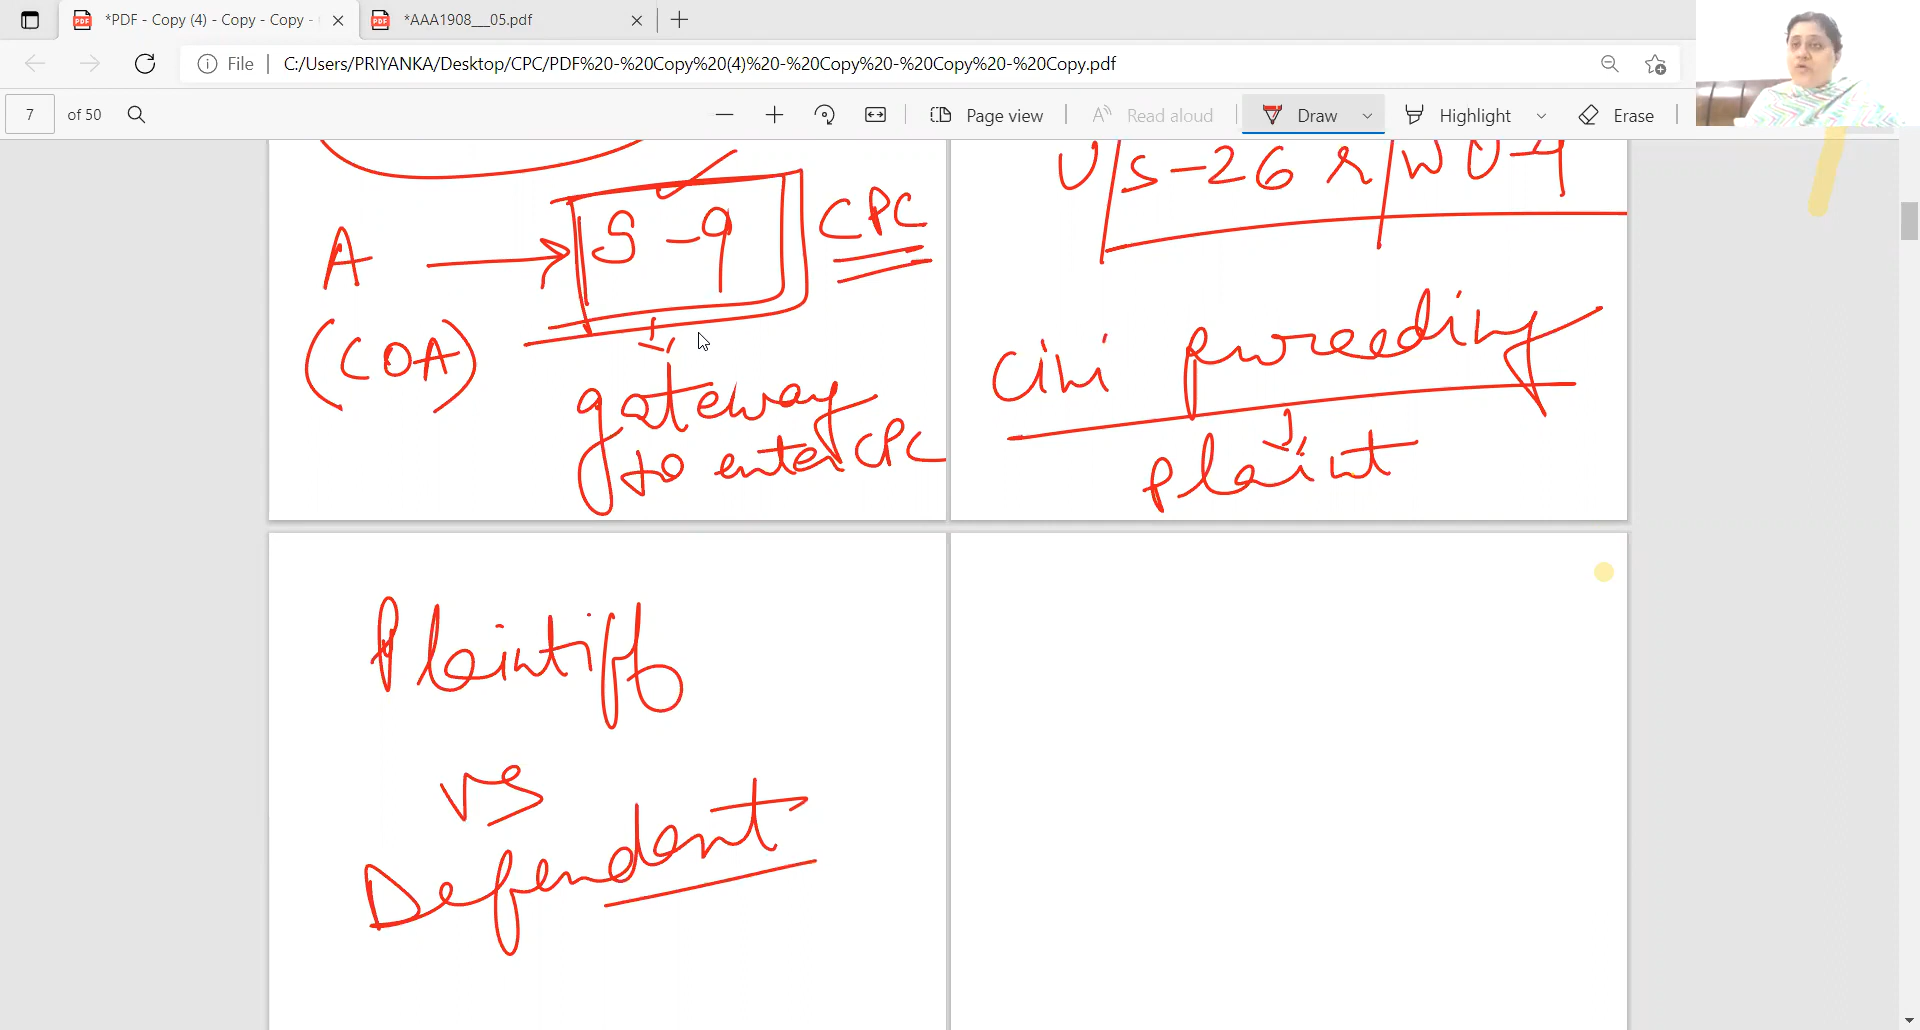 *PDF - Copy (4) - Copy - Copy -
*AAA1908___05.pdf
File
C:/Users/PRIYANKA/Desktop/CPC/PDF%20-%20Copy%20(4)%20-%20Copy%20-%20Copy%20-%20Copy.pdf
7 of 50
Page view
Read aloud
Draw
Highlight
Erase
A
S-9
CPC
(COA)
gateway
to enter CPC
U/S-26 r/w O-4
civil proceeding
plaint
Plaintiff
vs
Defendent